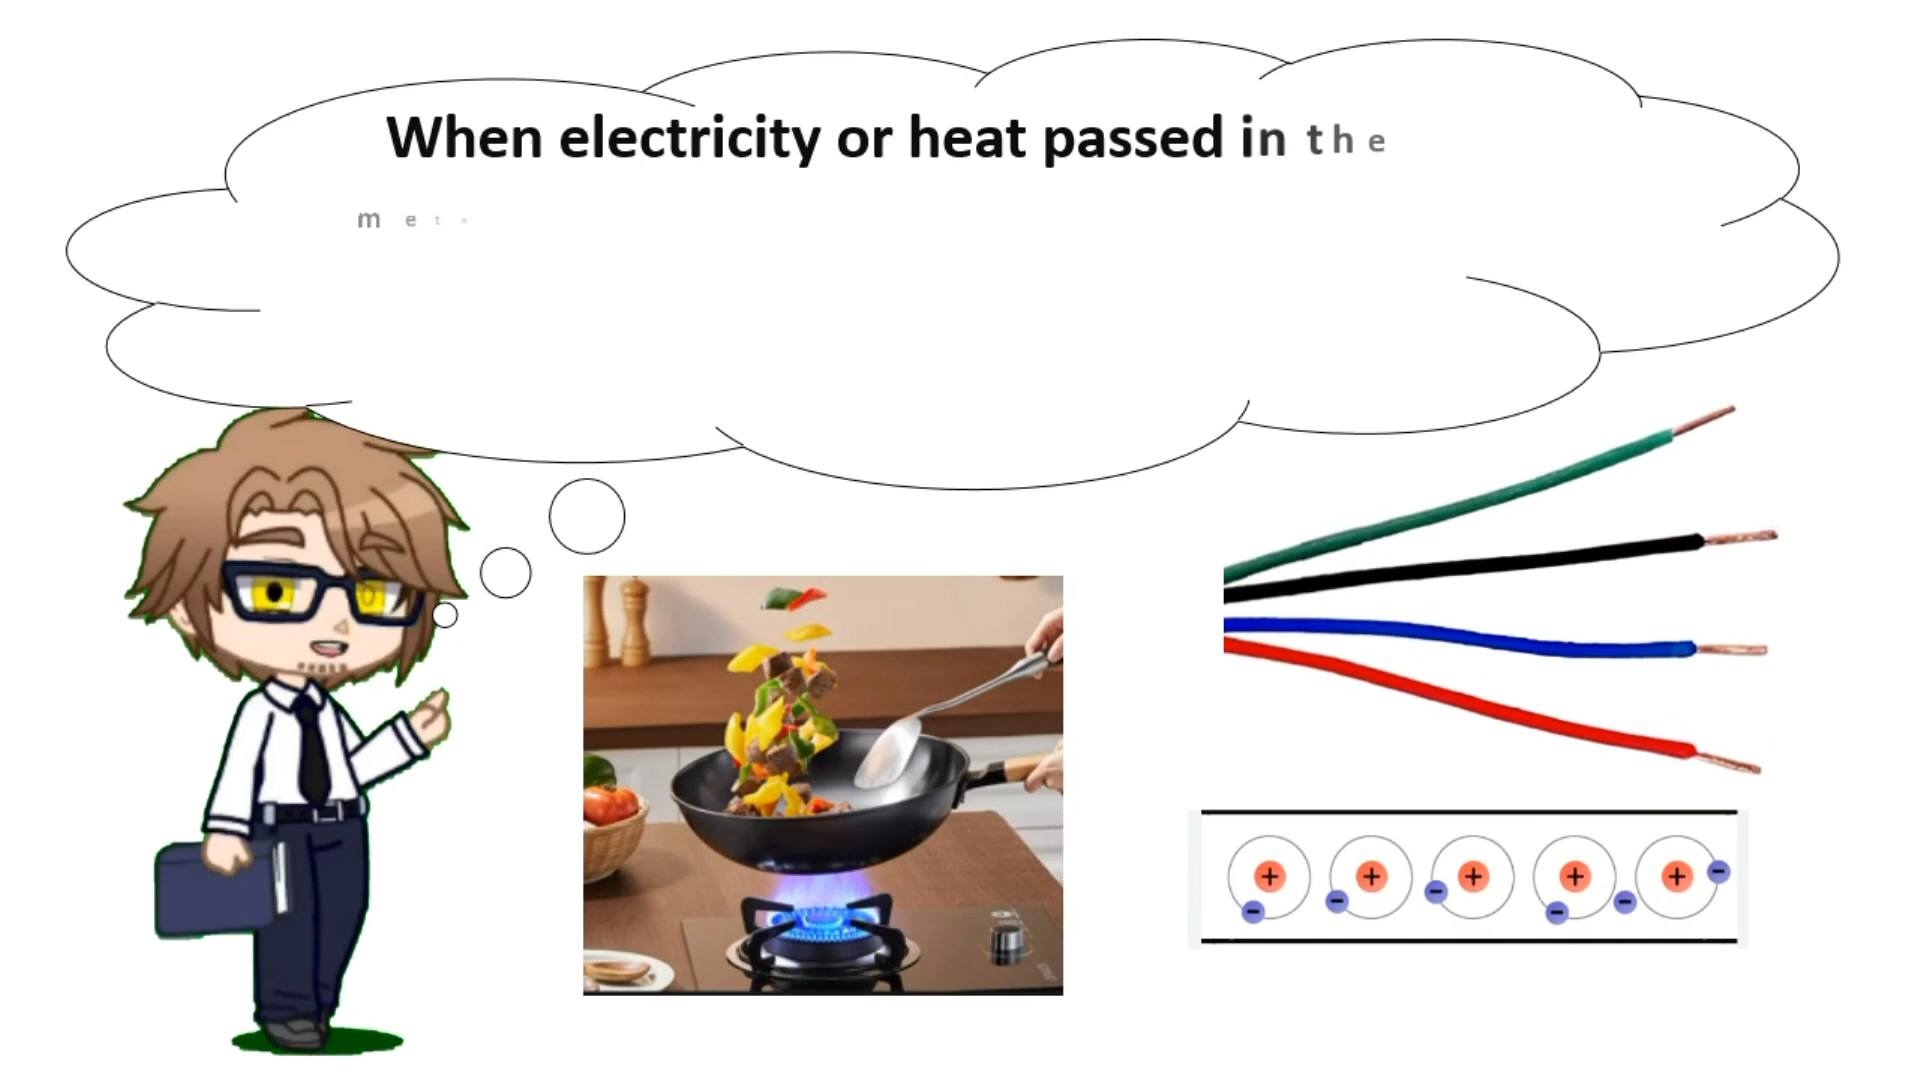 When electricity or heat passed in the
m e t a
+ + + + +
- - - - - -